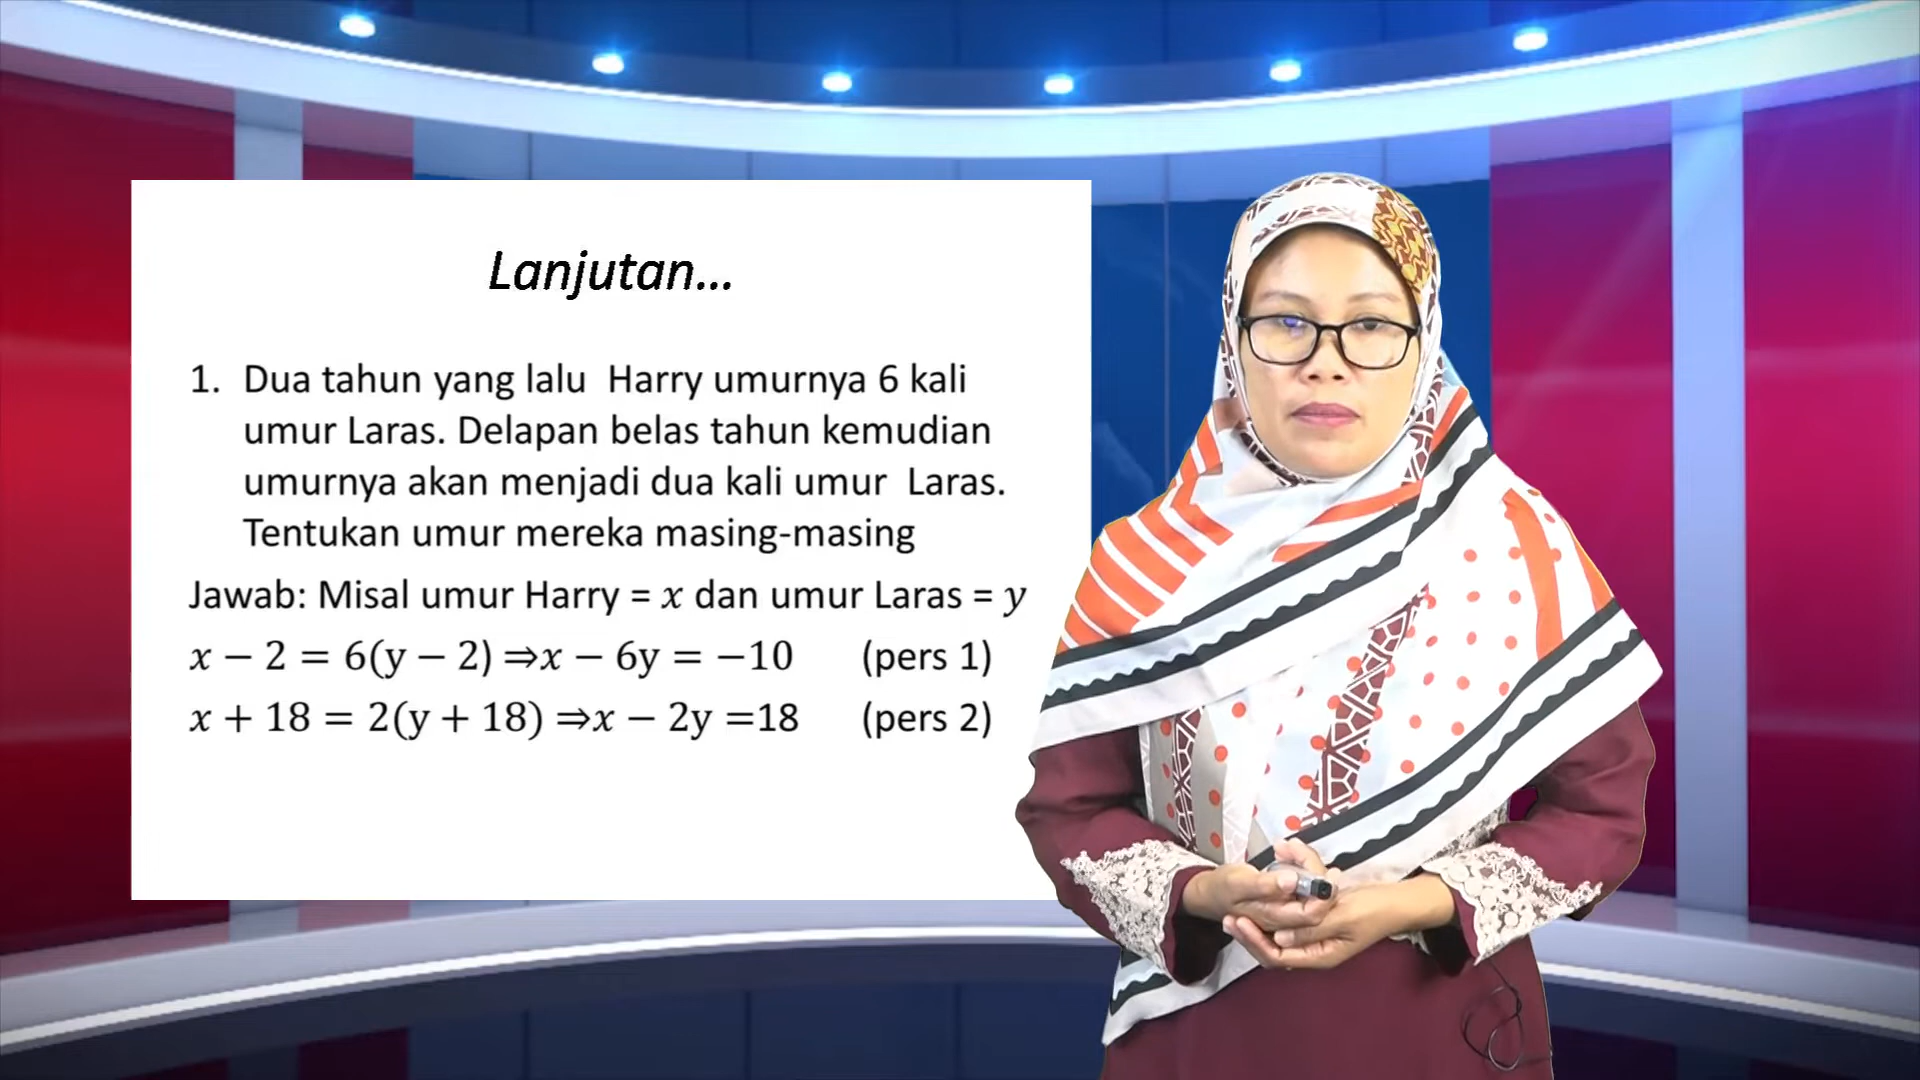 Lanjutan...
1. Dua tahun yang lalu Harry umurnya 6 kali
umur Laras. Delapan belas tahun kemudian
umurnya akan menjadi dua kali umur Laras.
Tentukan umur mereka masing-masing
Jawab: Misal umur Harry = x dan umur Laras = y
x − 2 = 6(y − 2) ⇒x − 6y = −10 (pers 1)
x + 18 = 2(y + 18) ⇒x − 2y =18 (pers 2)